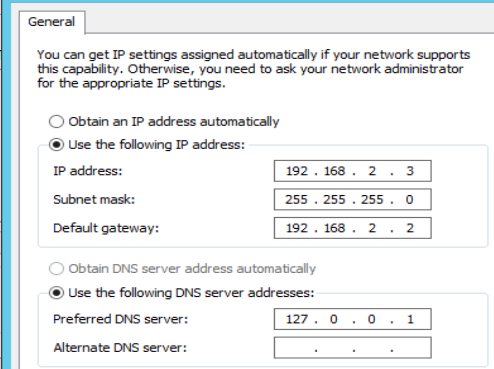 General
You can get IP settings assigned automatically if your network supports
this capability. Otherwise, you need to ask your network administrator
for the appropriate IP settings.
Obtain an IP address automatically
Use the following IP address:
IP address: 192 . 168 . 2 . 3
Subnet mask: 255 . 255 . 255 . 0
Default gateway: 192 . 168 . 2 . 2
Obtain DNS server address automatically
Use the following DNS server addresses:
Preferred DNS server: 127 . 0 . 0 . 1
Alternate DNS server: . . .